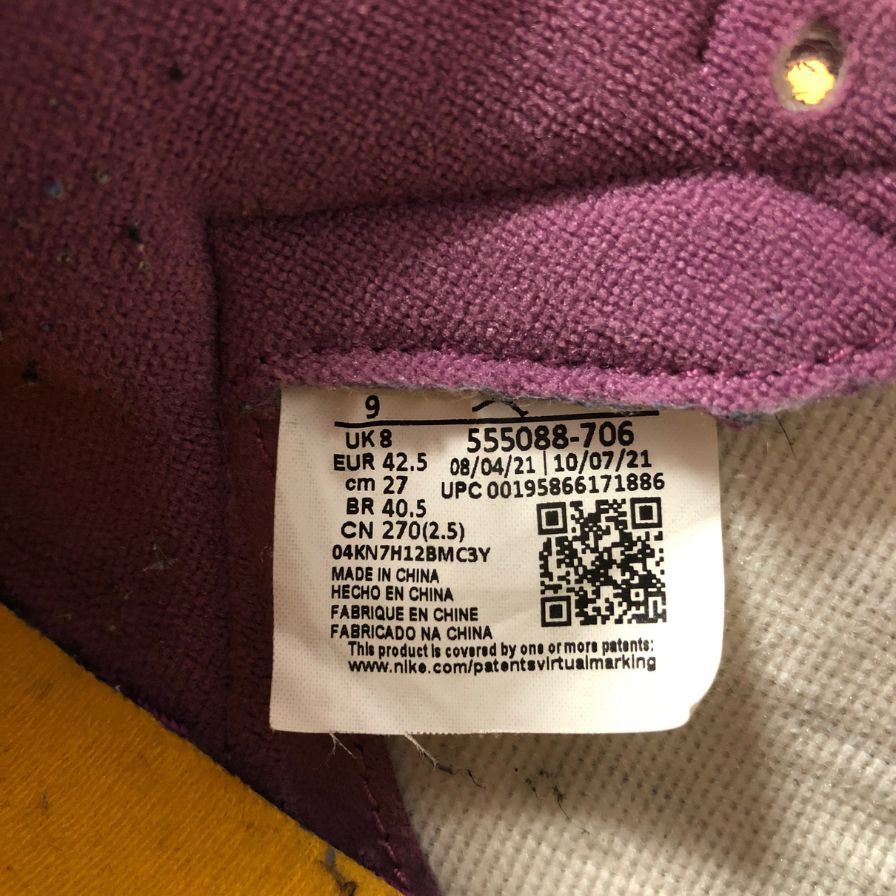 9
UK 8
EUR 42.5
cm 27
BR 40.5
CN 270(2.5)
555088-706
08/04/21 | 10/07/21
UPC 00195866171886
04KN7H12BMC3Y
MADE IN CHINA
HECHO EN CHINA
FABRIQUE EN CHINE
FABRICADO NA CHINA
This product is covered by one or more patents:
www.nike.com/patentsvirtualmarking